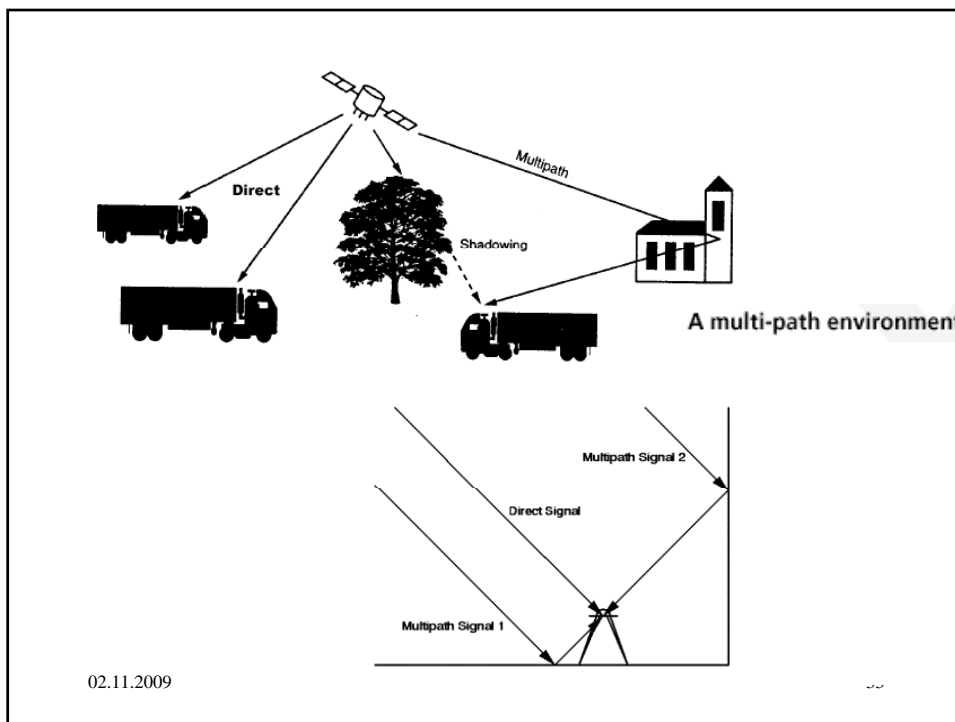 Multipath
Direct
Shadowing
A multi-path environment
Multipath Signal 2
Direct Signal
Multipath Signal 1
02.11.2009